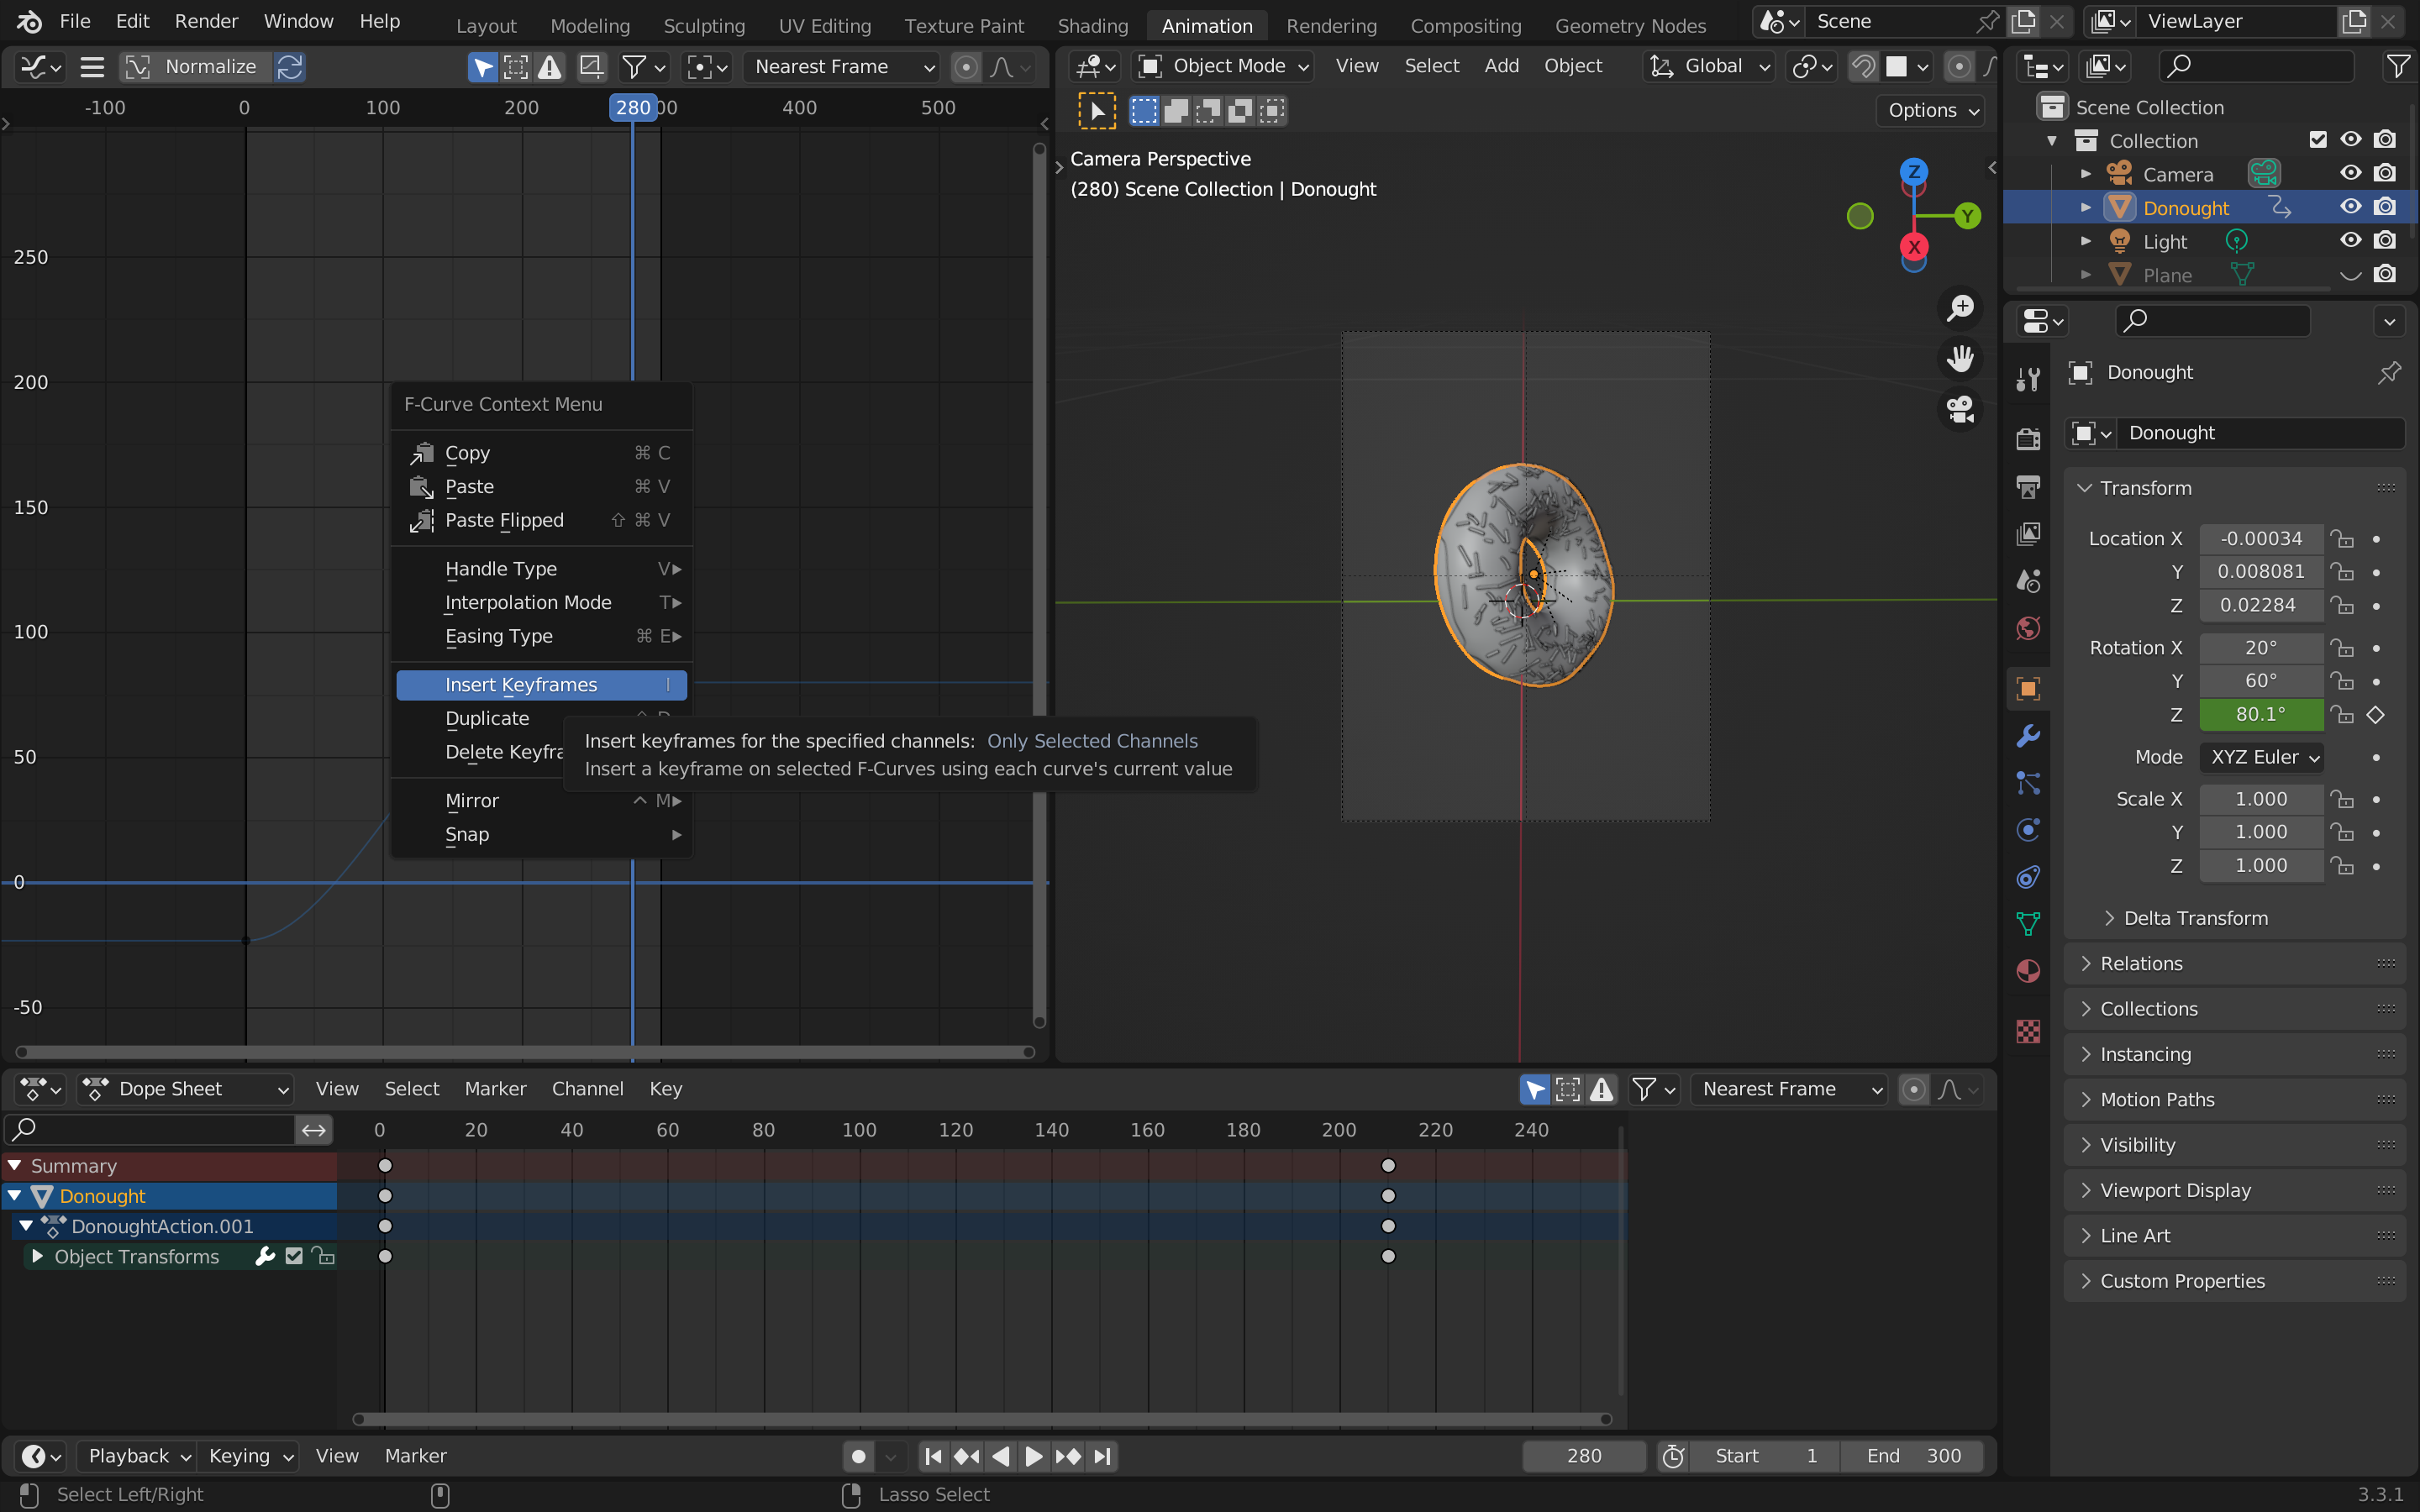 File Edit Render Window Help Layout Modeling Sculpting UV Editing Texture Paint Shading Animation Rendering Compositing Geometry Nodes Scene ViewLayer
Normalize Nearest Frame
-100 0 100 200 280 00 400 500
250
200
150
100
50
0
-50
F-Curve Context Menu
Copy ⌘ C
Paste ⌘ V
Paste Flipped ⇧ ⌘ V
Handle Type V
Interpolation Mode T
Easing Type ⌘ E
Insert Keyframes I
Duplicate
Delete Keyfra
Mirror ^ M
Snap
Insert keyframes for the specified channels: Only Selected Channels
Insert a keyframe on selected F-Curves using each curve's current value
Object Mode View Select Add Object Global
Options
Camera Perspective
(280) Scene Collection | Donought
Z
Y
X
Scene Collection
Collection
Camera
Donought
Light
Plane
Donought
Donought
Transform
Location X -0.00034
Y 0.008081
Z 0.02284
Rotation X 20°
Y 60°
Z 80.1°
Mode XYZ Euler
Scale X 1.000
Y 1.000
Z 1.000
Delta Transform
Relations
Collections
Instancing
Motion Paths
Visibility
Viewport Display
Line Art
Custom Properties
Dope Sheet View Select Marker Channel Key Nearest Frame
0 20 40 60 80 100 120 140 160 180 200 220 240
Summary
Donought
DonoughtAction.001
Object Transforms
Playback Keying View Marker 280 Start 1 End 300
Select Left/Right Lasso Select 3.3.1